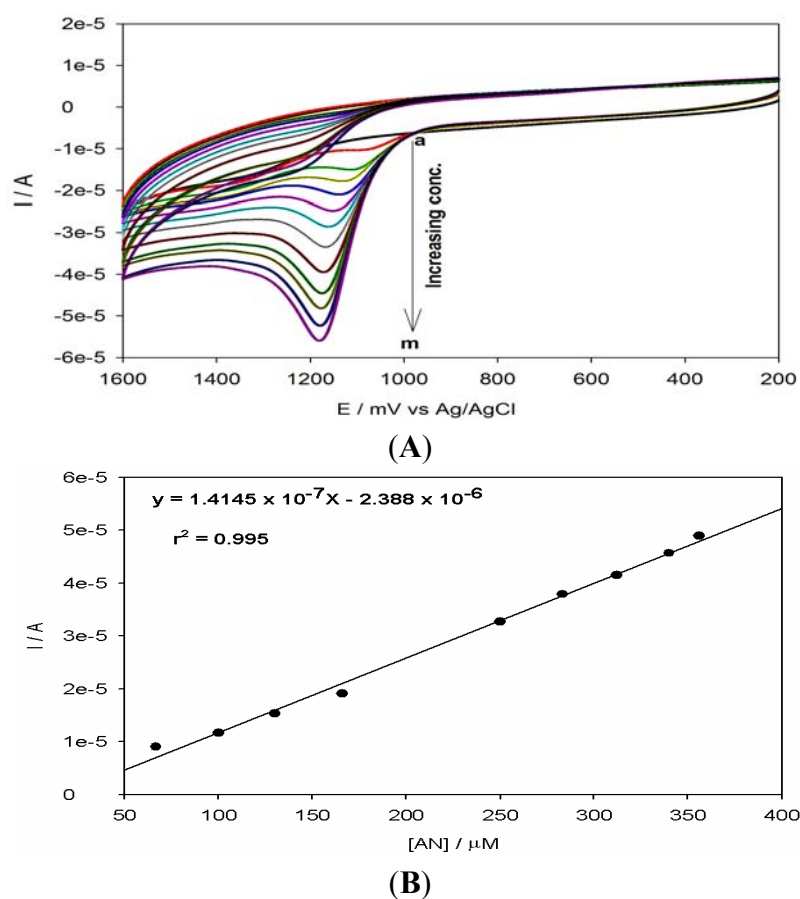 2e-5
1e-5
0
-1e-5
-2e-5
-3e-5
-4e-5
-5e-5
-6e-5
I / A
a
Increasing conc.
m
1600 1400 1200 1000 800 600 400 200
E / mV vs Ag/AgCl
(A)
6e-5
5e-5
4e-5
3e-5
2e-5
1e-5
0
I / A
y = 1.4145 x 10-7X - 2.388 x 10-6
r2 = 0.995
50 100 150 200 250 300 350 400
[AN] / μM
(B)